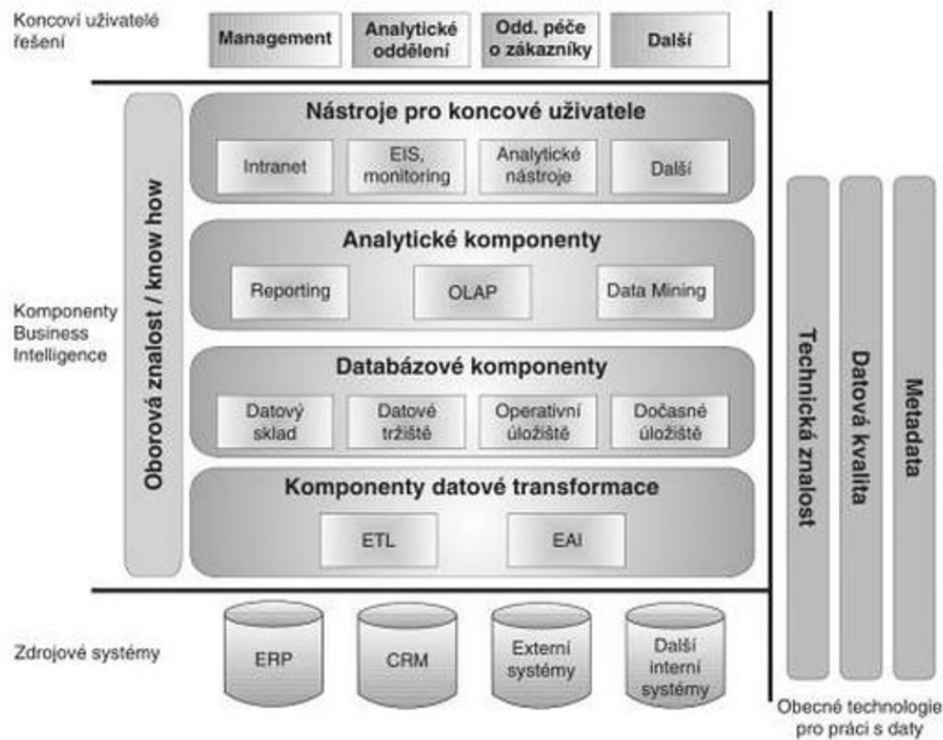 Koncoví uživatelé
řešení
Management
Analytické
oddělení
Odd. péče
o zákazníky
Další
Nástroje pro koncové uživatele
Intranet
EIS,
monitoring
Analytické
nástroje
Další
Analytické komponenty
Reporting
OLAP
Data Mining
Komponenty
Business
Intelligence
Oborová znalost / know how
Databázové komponenty
Datový
sklad
Datové
tržiště
Operativní
úložiště
Dočasné
úložiště
Komponenty datové transformace
ETL
EAI
Technická znalost
Datová kvalita
Metadata
Zdrojové systémy
ERP
CRM
Externí
systémy
Další
interní
systémy
Obecné technologie
pro práci s daty